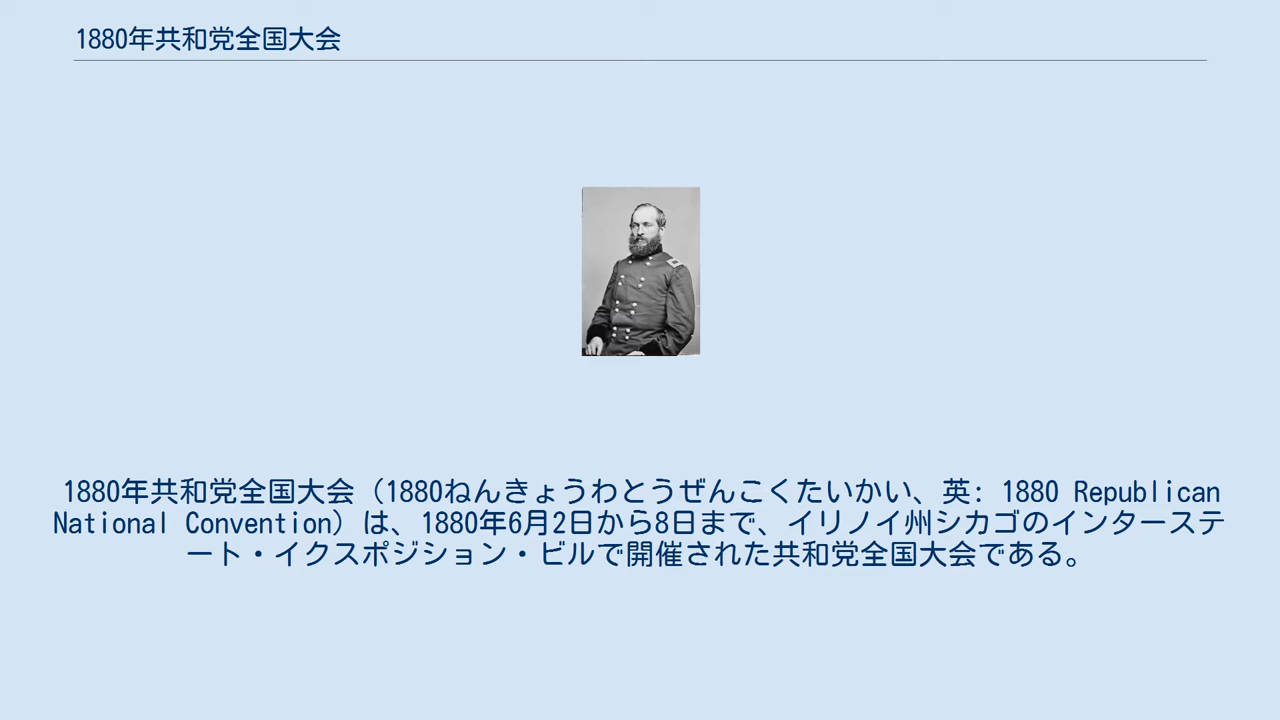 1880年共和党全国大会
1880年共和党全国大会（1880ねんきょうわとうぜんこくたいかい、英: 1880 Republican
National Convention）は、1880年6月2日から8日まで、イリノイ州シカゴのインターステ
ート・イクスポジション・ビルで開催された共和党全国大会である。